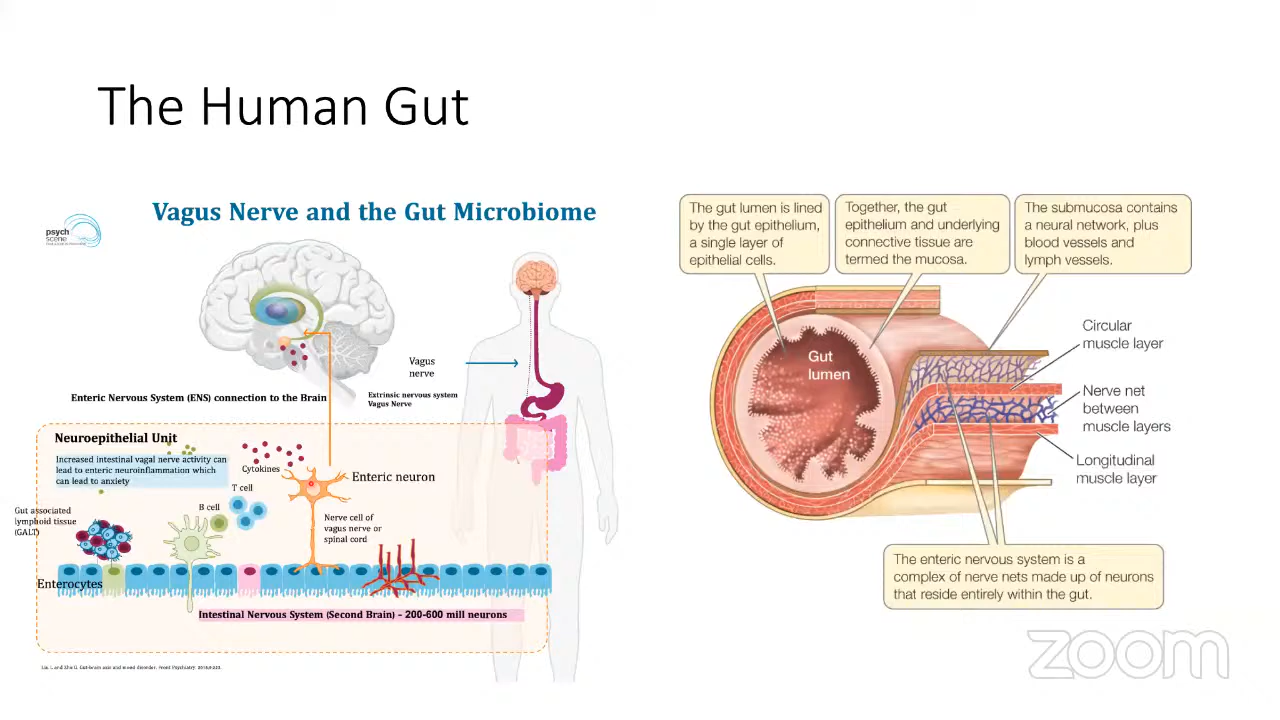 The Human Gut
Vagus Nerve and the Gut Microbiome
psych
scene
Vagus
nerve
Enteric Nervous System (ENS) connection to the Brain
Extrinsic nervous system
Vagus Nerve
Neuroepithelial Unit
Increased intestinal vagal nerve activity can
lead to enteric neuroinflammation which
can lead to anxiety
Cytokines
T cell
B cell
Enteric neuron
Nerve cell of
vagus nerve or
spinal cord
Gut associated
lymphoid tissue
(GALT)
Enterocytes
Intestinal Nervous System (Second Brain) – 200-600 mill neurons
The gut lumen is lined
by the gut epithelium,
a single layer of
epithelial cells.
Together, the gut
epithelium and underlying
connective tissue are
termed the mucosa.
The submucosa contains
a neural network, plus
blood vessels and
lymph vessels.
Gut
lumen
Circular
muscle layer
Nerve net
between
muscle layers
Longitudinal
muscle layer
The enteric nervous system is a
complex of nerve nets made up of neurons
that reside entirely within the gut.
zoom